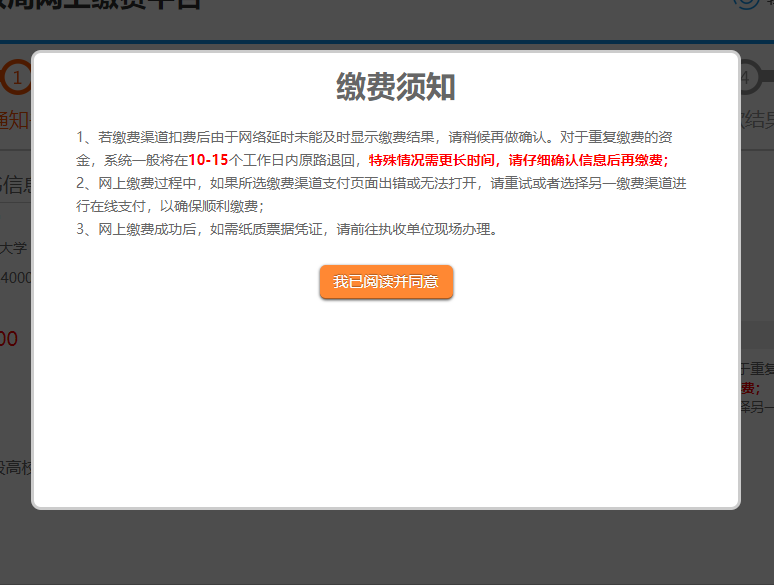 网上缴费平台
1
4
通知
缴费须知
1、若缴费渠道扣费后由于网络延时未能及时显示缴费结果，请稍候再做确认。对于重复缴费的资
金，系统一般将在10-15个工作日内原路退回，特殊情况需更长时间，请仔细确认信息后再缴费；
2、网上缴费过程中，如果所选缴费渠道支付页面出错或无法打开，请重试或者选择另一缴费渠道进
行在线支付，以确保顺利缴费；
3、网上缴费成功后，如需纸质票据凭证，请前往执收单位现场办理。
我已阅读并同意
信息
大学
4000
00
于重复
费；
择另一
高校